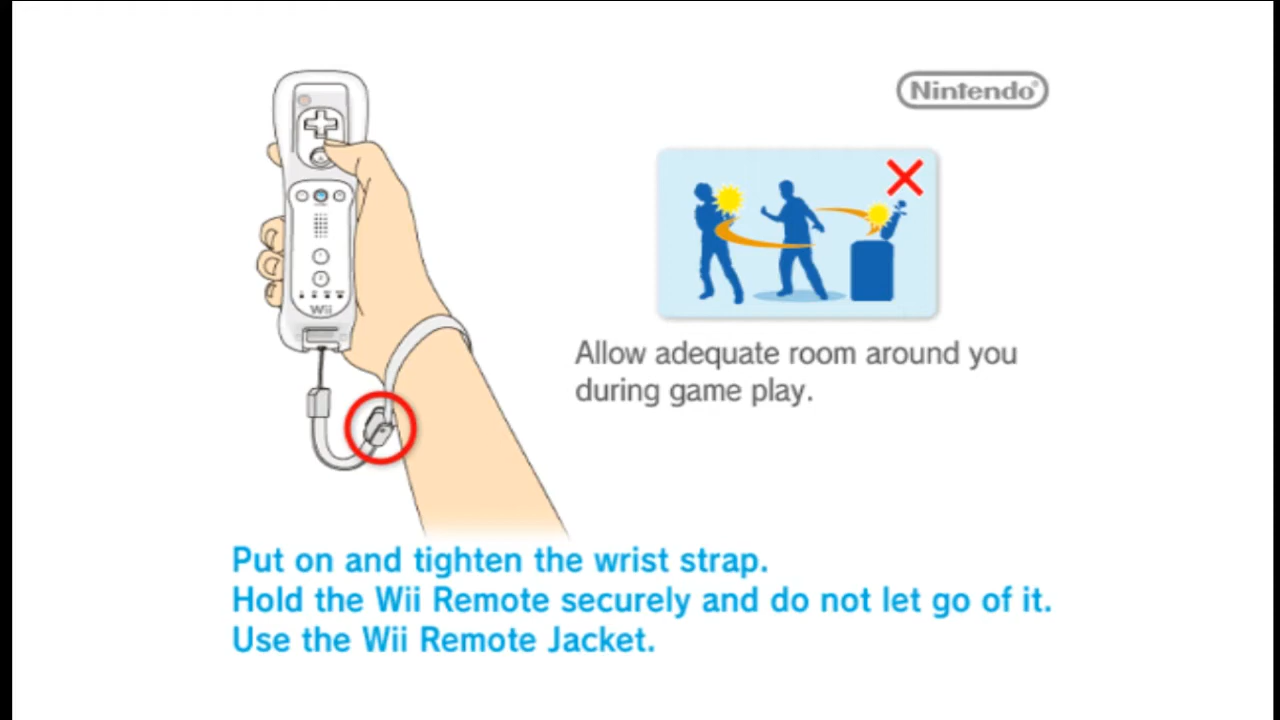 Nintendo®
Wii
Allow adequate room around you
during game play.
Put on and tighten the wrist strap.
Hold the Wii Remote securely and do not let go of it.
Use the Wii Remote Jacket.